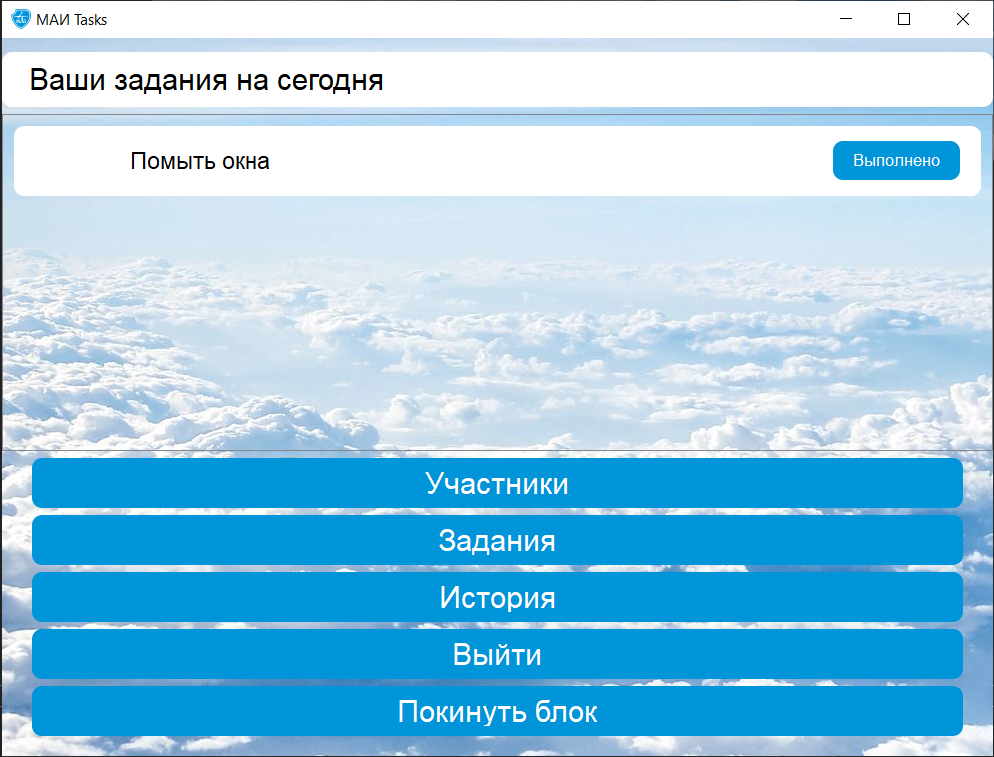 МАИ Tasks
Ваши задания на сегодня
Помыть окна
Выполнено
Участники
Задания
История
Выйти
Покинуть блок